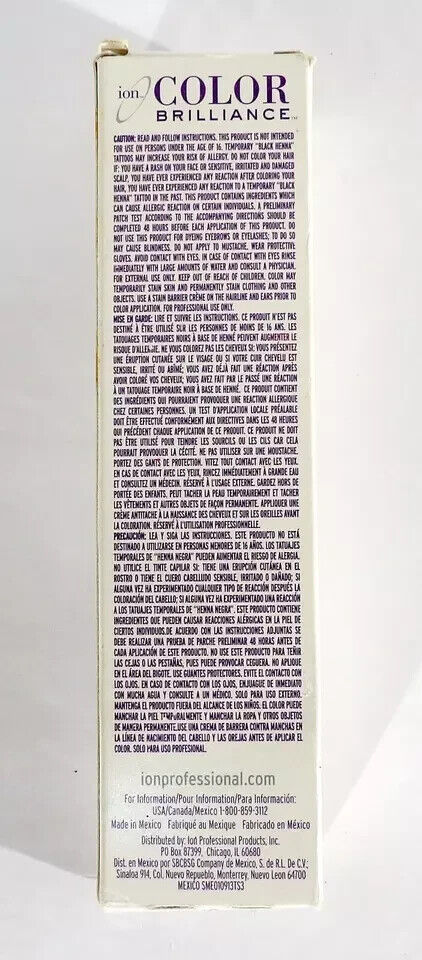 ion™ COLOR
BRILLIANCE™
CAUTION: READ AND FOLLOW INSTRUCTIONS. THIS PRODUCT IS NOT INTENDED
FOR USE ON PERSONS UNDER THE AGE OF 16. TEMPORARY "BLACK HENNA"
TATTOOS MAY INCREASE YOUR RISK OF ALLERGY. DO NOT COLOR YOUR HAIR
IF: YOU HAVE A RASH ON YOUR FACE OR SENSITIVE, IRRITATED AND DAMAGED
SCALP, YOU HAVE EVER EXPERIENCED ANY REACTION AFTER COLORING YOUR
HAIR, YOU HAVE EVER EXPERIENCED A REACTION TO A TEMPORARY "BLACK
HENNA" TATTOO IN THE PAST. THIS PRODUCT CONTAINS INGREDIENTS WHICH
CAN CAUSE ALLERGIC REACTION ON CERTAIN INDIVIDUALS. A PRELIMINARY
PATCH TEST ACCORDING TO THE ACCOMPANYING DIRECTIONS SHOULD BE
COMPLETED 48 HOURS BEFORE EACH APPLICATION OF THIS PRODUCT. DO
NOT USE THIS PRODUCT FOR DYEING EYEBROWS OR EYELASHES; TO DO SO
MAY CAUSE BLINDNESS. DO NOT APPLY TO MUSTACHE. WEAR PROTECTIVE
GLOVES. AVOID CONTACT WITH EYES. IN CASE OF CONTACT WITH EYES RINSE
IMMEDIATELY WITH LARGE AMOUNTS OF WATER AND CONSULT A PHYSICIAN.
FOR EXTERNAL USE ONLY. KEEP OUT OF REACH OF CHILDREN. COLOR MAY
TEMPORARILY STAIN SKIN AND PERMANENTLY STAIN CLOTHING AND OTHER
OBJECTS. USE A STAIN BARRIER CRÈME ON THE HAIRLINE AND EARS PRIOR TO
COLOR APPLICATION. FOR PROFESSIONAL USE ONLY.
MISE EN GARDE: LIRE ET SUIVRE LES INSTRUCTIONS. CE PRODUIT N'EST PAS
DESTINÉ À ÊTRE UTILISÉ SUR LES PERSONNES DE MOINS DE 16 ANS. LES
TATOUAGES TEMPORAIRES NOIRS À BASE DE HENNÉ PEUVENT AUGMENTER LE
RISQUE D'ALLERGIE. NE VOUS COLOREZ PAS LES CHEVEUX SI; VOUS PRÉSENTEZ
UNE ÉRUPTION CUTANÉE SUR LE VISAGE OU SI VOTRE CUIR CHEVELU EST
SENSIBLE, IRRITÉ OU ABÎMÉ; VOUS AVEZ DÉJÀ FAIT UNE RÉACTION APRÈS
AVOIR COLORÉ VOS CHEVEUX; VOUS AVEZ FAIT PAR LE PASSÉ UNE RÉACTION
À UN TATOUAGE TEMPORAIRE NOIR À BASE DE HENNÉ. CE PRODUIT CONTIENT
DES INGRÉDIENTS QUI POURRAIENT PROVOQUER UNE RÉACTION ALLERGIQUE
CHEZ CERTAINES PERSONNES. UN TEST D'APPLICATION LOCALE PRÉALABLE
DOIT ÊTRE EFFECTUÉ CONFORMÉMENT AUX DIRECTIVES DANS LES 48 HEURES
QUI PRÉCÈDENT CHAQUE APPLICATION DE CE PRODUIT. CE PRODUIT NE DOIT PAS
ÊTRE UTILISÉ POUR TEINDRE LES SOURCILS OU LES CILS CAR CELA
POURRAIT PROVOQUER LA CÉCITÉ. NE PAS UTILISER SUR UNE MOUSTACHE.
PORTEZ DES GANTS DE PROTECTION. VITEZ TOUT CONTACT AVEC LES YEUX.
EN CAS DE CONTACT AVEC LES YEUX, RINCEZ IMMÉDIATEMENT À GRANDE EAU
ET CONSULTEZ UN MÉDECIN. RÉSERVÉ À L'USAGE EXTERNE. GARDEZ HORS DE
PORTÉE DES ENFANTS. PEUT TACHER LA PEAU TEMPORAIREMENT ET TACHER
LES VÊTEMENTS ET AUTRES OBJETS DE FAÇON PERMANENTE. APPLIQUER UNE
CRÈME ANTITACHE À LA NAISSANCE DES CHEVEUX ET SUR LES OREILLES AVANT
LA COLORATION. RÉSERVÉ À L'UTILISATION PROFESSIONNELLE.
PRECAUCIÓN: LEA Y SIGA LAS INSTRUCCIONES. ESTE PRODUCTO NO ESTÁ
DESTINADO A UTILIZARSE EN PERSONAS MENORES DE 16 AÑOS. LOS TATUAJES
TEMPORALES DE "HENNA NEGRA" PUEDEN AUMENTAR EL RIESGO DE ALERGIA.
NO UTILICE EL TINTE CAPILAR SI: TIENE UNA ERUPCIÓN CUTÁNEA EN EL
ROSTRO O TIENE EL CUERO CABELLUDO SENSIBLE, IRRITADO O DAÑADO; SI
ALGUNA VEZ HA EXPERIMENTADO CUALQUIER TIPO DE REACCIÓN DESPUÉS LA
COLORACIÓN DEL CABELLO; SI ALGUNA VEZ HA EXPERIMENTADO UNA REACCIÓN
A LOS TATUAJES TEMPORALES DE "HENNA NEGRA". ESTE PRODUCTO CONTIENE
INGREDIENTES QUE PUEDEN CAUSAR REACCIONES ALÉRGICAS EN LA PIEL DE
CIERTOS INDIVIDUOS.DE ACUERDO CON LAS INSTRUCCIONES ADJUNTAS SE
DEBE REALIZAR UNA PRUEBA DE PARCHE PRELIMINAR 48 HORAS ANTES DE
CADA APLICACIÓN DE ESTE PRODUCTO. NO USE ESTE PRODUCTO PARA TEÑIR
LAS CEJAS O LAS PESTAÑAS, PUES PUEDE PROVOCAR CEGUERA. NO APLIQUE
EN EL ÁREA DEL BIGOTE. USE GUANTES PROTECTORES. EVITE EL CONTACTO CON
LOS OJOS. EN CASO DE CONTACTO CON LOS OJOS, ENJUAGUE DE INMEDIATO
CON MUCHA AGUA Y CONSULTE A UN MÉDICO. SOLO PARA USO EXTERNO.
MANTENGA EL PRODUCTO FUERA DEL ALCANCE DE LOS NIÑOS; EL COLOR PUEDE
MANCHAR LA PIEL TEMPORALMENTE Y MANCHAR LA ROPA Y OTROS OBJETOS
DE MANERA PERMANENTE.USE UNA CREMA DE BARRERA CONTRA MANCHAS EN
LA LÍNEA DE NACIMIENTO DEL CABELLO Y LAS OREJAS ANTES DE APLICAR EL
COLOR. SOLO PARA USO PROFESIONAL.
ionprofessional.com
For Information/Pour Information/Para Información:
USA/Canada/Mexico 1-800-859-3112
Made in Mexico Fabriqué au Mexique Fabricado en México
Distributed by: Ion Professional Products, Inc.
PO Box 87399, Chicago, IL 60680
Dist. en Mexico por SBCBSG Company de Mexico, S. de R.L. De C.V.;
Sinaloa 914, Col. Nuevo Repueblo, Monterrey, Nuevo Leon 64700
MEXICO SME010913TS3